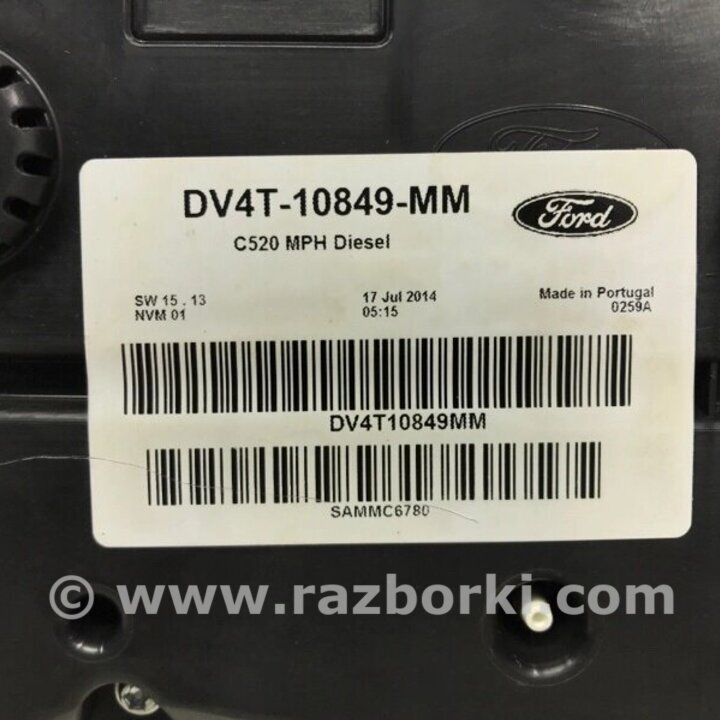 Ford
DV4T-10849-MM
Ford
C520 MPH Diesel
SW 15 . 13
17 Jul 2014
Made in Portugal
NVM 01
05:15
0259A
DV4T10849MM
SAMMC6780
© www.razborki.com